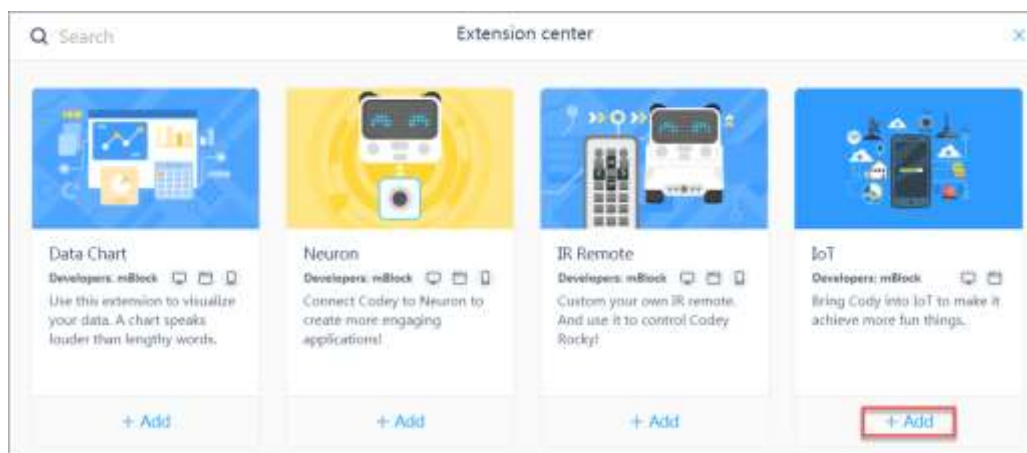 Search
Extension center
Data Chart
Developers: mBlock
Use this extension to visualize
your data. A chart speaks
louder than lengthy words.
+ Add
Neuron
Developers: mBlock
Connect Codey to Neuron to
create more engaging
applications!
+ Add
IR Remote
Developers: mBlock
Custom your own IR remote.
And use it to control Codey
Rocky!
+ Add
IoT
Developers: mBlock
Bring Cody into IoT to make it
achieve more fun things.
+ Add